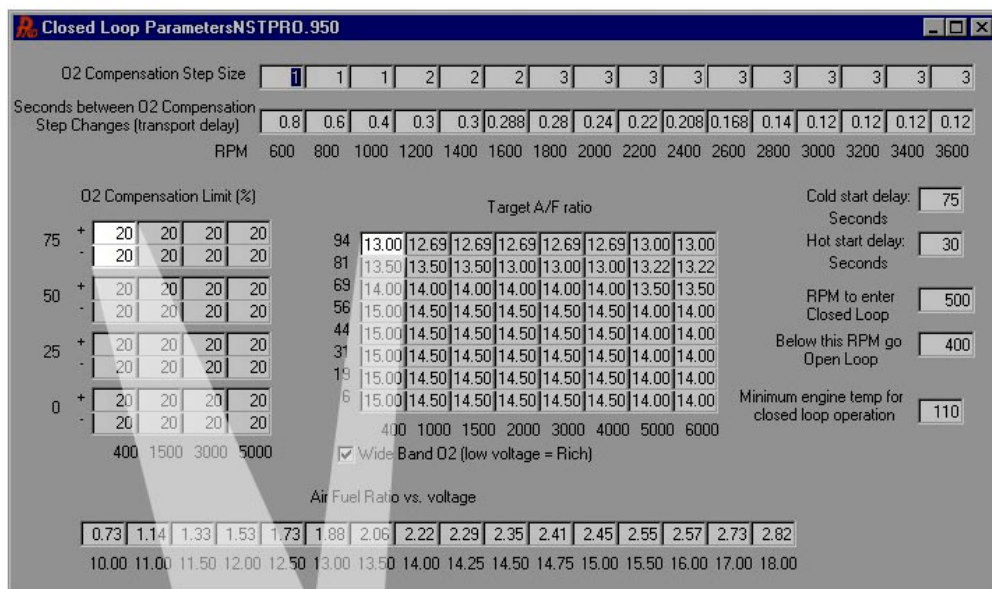 Closed Loop ParametersNSTPRO.950
O2 Compensation Step Size 1 1 1 2 2 2 3 3 3 3 3 3 3 3 3 3
Seconds between O2 Compensation
Step Changes (transport delay) 0.8 0.6 0.4 0.3 0.3 0.288 0.28 0.24 0.22 0.208 0.168 0.14 0.12 0.12 0.12 0.12
RPM 600 800 1000 1200 1400 1600 1800 2000 2200 2400 2600 2800 3000 3200 3400 3600
O2 Compensation Limit (%)
75 + 20 20 20 20
- 20 20 20 20
50 + 20 20 20 20
- 20 20 20 20
25 + 20 20 20 20
- 20 20 20 20
0 + 20 20 20 20
- 20 20 20 20
400 1500 3000 5000
Target A/F ratio
94 13.00 12.69 12.69 12.69 12.69 12.69 13.00 13.00
81 13.50 13.50 13.50 13.00 13.00 13.00 13.22 13.22
69 14.00 14.00 14.00 14.00 14.00 14.00 13.50 13.50
56 15.00 14.50 14.50 14.50 14.50 14.50 14.00 14.00
44 15.00 14.50 14.50 14.50 14.50 14.50 14.00 14.00
31 15.00 14.50 14.50 14.50 14.50 14.50 14.00 14.00
19 15.00 14.50 14.50 14.50 14.50 14.50 14.00 14.00
6 15.00 14.50 14.50 14.50 14.50 14.50 14.00 14.00
400 1000 1500 2000 3000 4000 5000 6000
Wide Band O2 (low voltage = Rich)
Cold start delay: 75
Seconds
Hot start delay: 30
Seconds
RPM to enter
Closed Loop 500
Below this RPM go
Open Loop 400
Minimum engine temp for
closed loop operation 110
Air Fuel Ratio vs. voltage
0.73 1.14 1.33 1.53 1.73 1.88 2.06 2.22 2.29 2.35 2.41 2.45 2.55 2.57 2.73 2.82
10.00 11.00 11.50 12.00 12.50 13.00 13.50 14.00 14.25 14.50 14.75 15.00 15.50 16.00 17.00 18.00